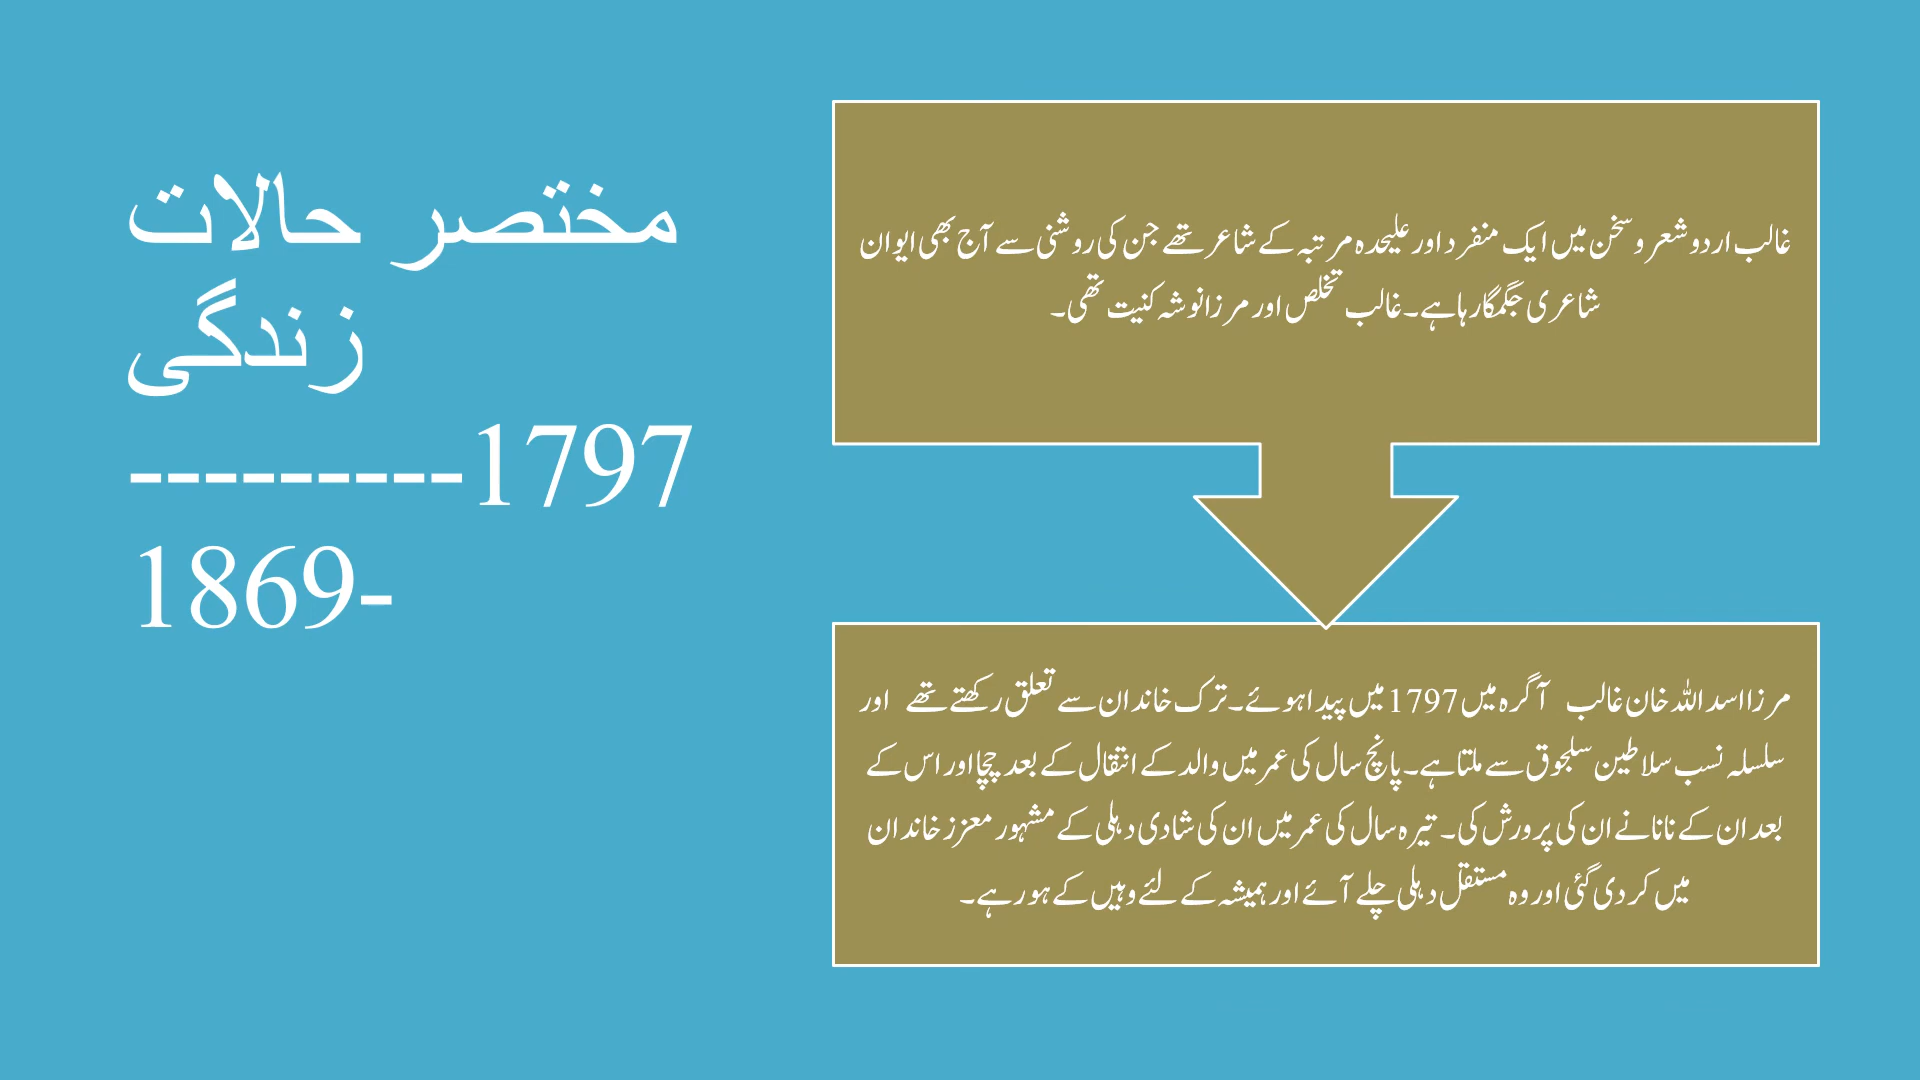 مختصر حالات
زندگی
---------1797
1869-
غالب اردو شعر و سخن میں ایک منفرد اور علیحدہ مرتبہ کے شاعر تھے جن کی روشنی سے آج بھی ایوان
شاعری جگمگا رہا ہے۔ غالب تخلص اور مرزا نوشہ کنیت تھی۔
مرزا اسد اللہ خان غالب آگرہ میں 1797 میں پیدا ہوئے۔ ترک خاندان سے تعلق رکھتے تھے اور
سلسلہ نسب سلاطین سلجوق سے ملتا ہے۔ پانچ سال کی عمر میں والد کے انتقال کے بعد چچا اور اس کے
بعد ان کے نانا نے ان کی پرورش کی۔ تیرہ سال کی عمر میں ان کی شادی دہلی کے مشہور معزز خاندان
میں کر دی گئی اور وہ مستقل دہلی چلے آئے اور ہمیشہ کے لئے وہیں کے ہو رہے۔